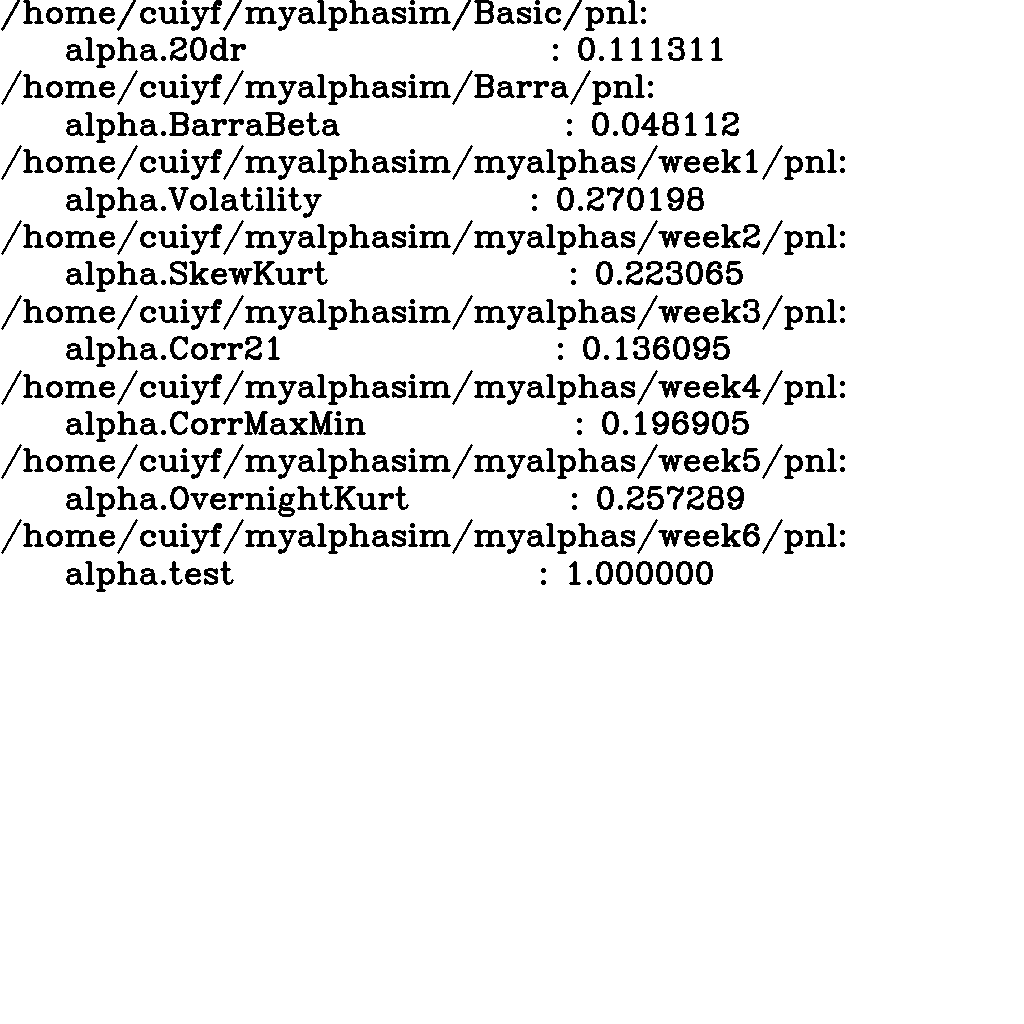 /home/cuiyf/myalphasim/Basic/pnl:
alpha.20dr : 0.111311
/home/cuiyf/myalphasim/Barra/pnl:
alpha.BarraBeta : 0.048112
/home/cuiyf/myalphasim/myalphas/week1/pnl:
alpha.Volatility : 0.270198
/home/cuiyf/myalphasim/myalphas/week2/pnl:
alpha.SkewKurt : 0.223065
/home/cuiyf/myalphasim/myalphas/week3/pnl:
alpha.Corr21 : 0.136095
/home/cuiyf/myalphasim/myalphas/week4/pnl:
alpha.CorrMaxMin : 0.196905
/home/cuiyf/myalphasim/myalphas/week5/pnl:
alpha.OvernightKurt : 0.257289
/home/cuiyf/myalphasim/myalphas/week6/pnl:
alpha.test : 1.000000